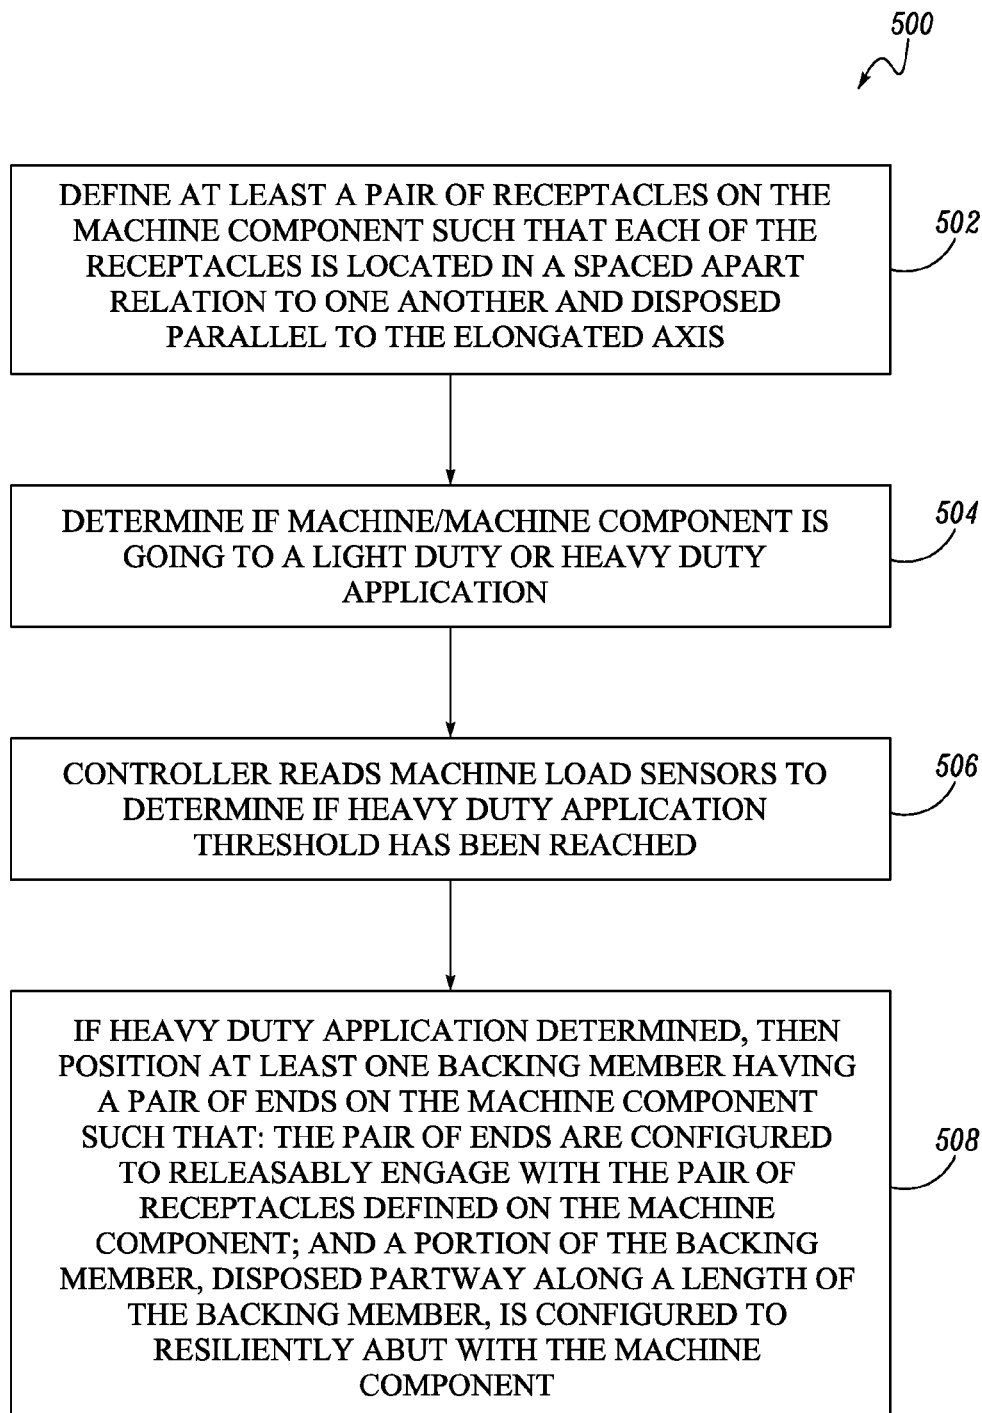 500
DEFINE AT LEAST A PAIR OF RECEPTACLES ON THE
MACHINE COMPONENT SUCH THAT EACH OF THE
RECEPTACLES IS LOCATED IN A SPACED APART
RELATION TO ONE ANOTHER AND DISPOSED
PARALLEL TO THE ELONGATED AXIS
502
DETERMINE IF MACHINE/MACHINE COMPONENT IS
GOING TO A LIGHT DUTY OR HEAVY DUTY
APPLICATION
504
CONTROLLER READS MACHINE LOAD SENSORS TO
DETERMINE IF HEAVY DUTY APPLICATION
THRESHOLD HAS BEEN REACHED
506
IF HEAVY DUTY APPLICATION DETERMINED, THEN
POSITION AT LEAST ONE BACKING MEMBER HAVING
A PAIR OF ENDS ON THE MACHINE COMPONENT
SUCH THAT: THE PAIR OF ENDS ARE CONFIGURED
TO RELEASABLY ENGAGE WITH THE PAIR OF
RECEPTACLES DEFINED ON THE MACHINE
COMPONENT; AND A PORTION OF THE BACKING
MEMBER, DISPOSED PARTWAY ALONG A LENGTH OF
THE BACKING MEMBER, IS CONFIGURED TO
RESILIENTLY ABUT WITH THE MACHINE
COMPONENT
508